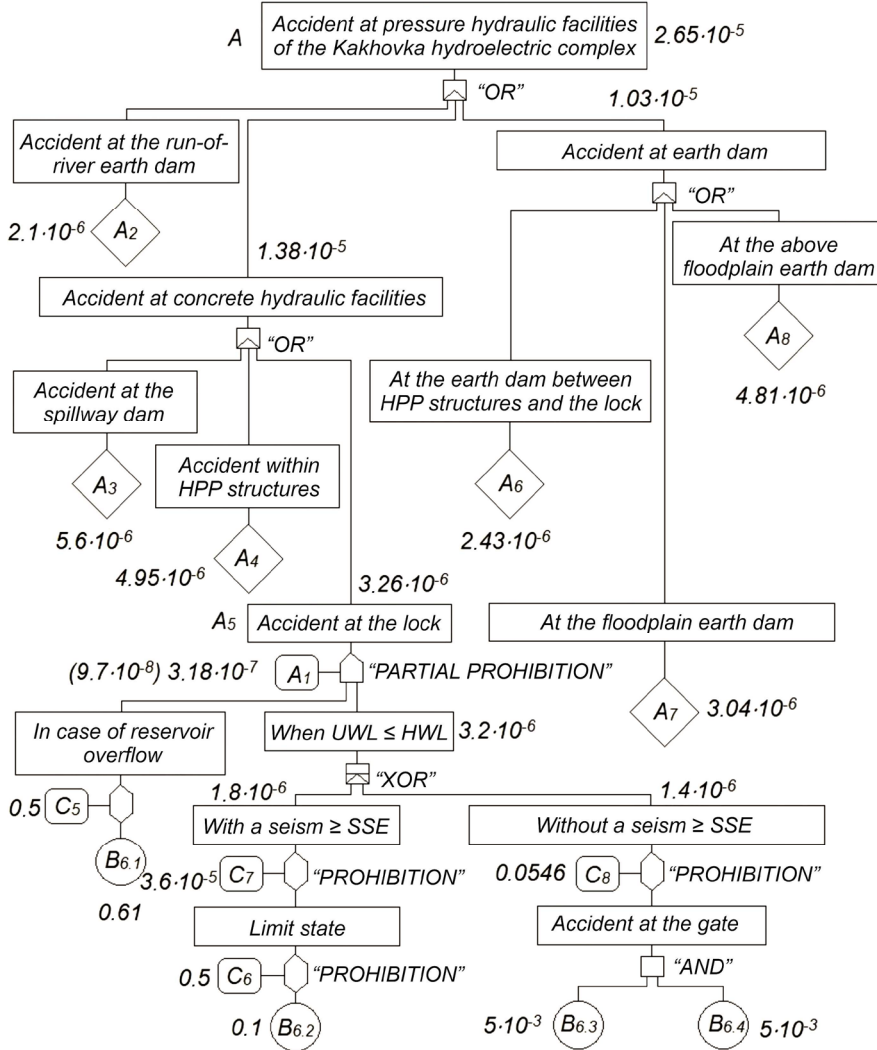 A
Accident at pressure hydraulic facilities
of the Kakhovka hydroelectric complex
2.65·10⁻⁵
"OR"
1.03·10⁻⁵
Accident at the run-of-
river earth dam
Accident at earth dam
2.1·10⁻⁶
A₂
"OR"
1.38·10⁻⁵
At the above
floodplain earth dam
Accident at concrete hydraulic facilities
"OR"
A₈
4.81·10⁻⁶
Accident at the
spillway dam
At the earth dam between
HPP structures and the lock
Accident within
HPP structures
A₃
A₆
5.6·10⁻⁶
2.43·10⁻⁶
A₄
4.95·10⁻⁶
3.26·10⁻⁶
A₅
Accident at the lock
At the floodplain earth dam
(9.7·10⁻⁸) 3.18·10⁻⁷
A₁
"PARTIAL PROHIBITION"
A₇
3.04·10⁻⁶
In case of reservoir
overflow
When UWL ≤ HWL
3.2·10⁻⁶
"XOR"
0.5
C₅
1.8·10⁻⁶
1.4·10⁻⁶
With a seism ≥ SSE
Without a seism ≥ SSE
B₆.₁
0.61
3.6·10⁻⁵
C₇
"PROHIBITION"
0.0546
C₈
"PROHIBITION"
Limit state
Accident at the gate
0.5
C₆
"PROHIBITION"
"AND"
0.1
B₆.₂
5·10⁻³
B₆.₃
B₆.₄
5·10⁻³